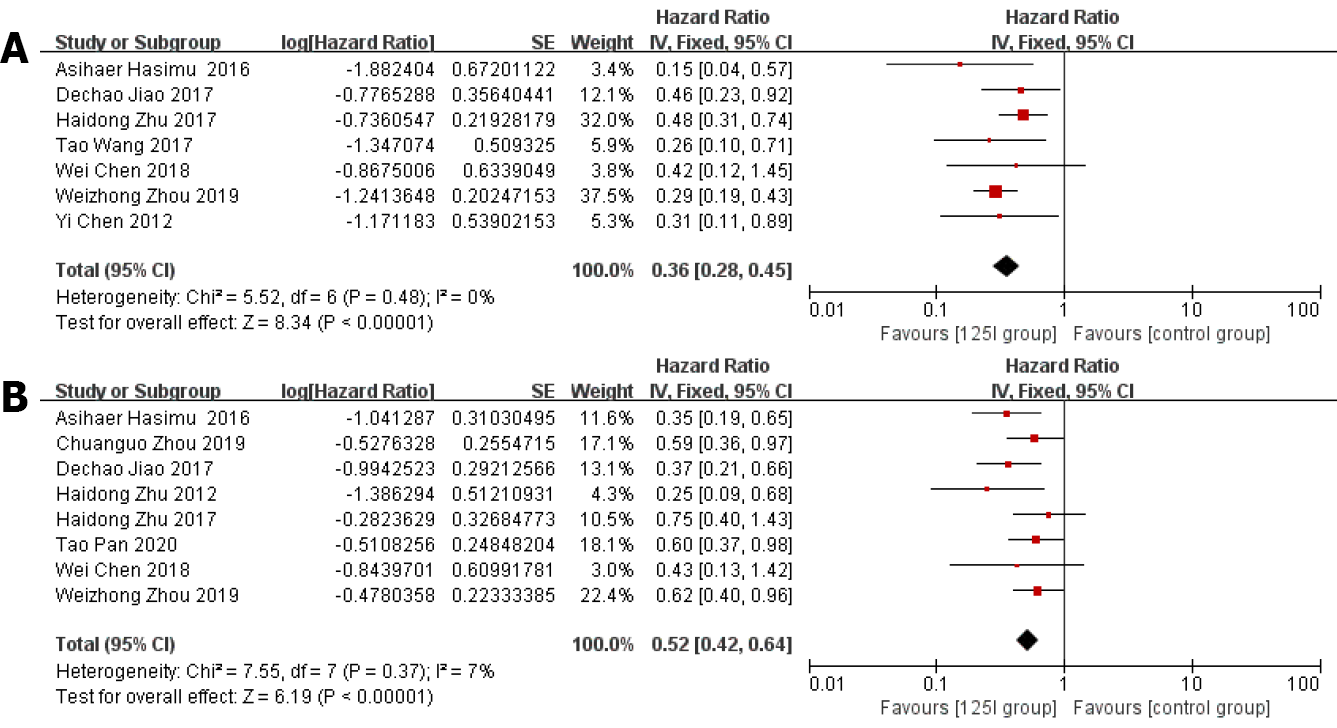 A
Hazard Ratio Hazard Ratio
Study or Subgroup log[Hazard Ratio] SE Weight IV, Fixed, 95% CI IV, Fixed, 95% CI
Asihaer Hasimu 2016 -1.882404 0.67201122 3.4% 0.15 [0.04, 0.57]
Dechao Jiao 2017 -0.7765288 0.35640441 12.1% 0.46 [0.23, 0.92]
Haidong Zhu 2017 -0.7360547 0.21928179 32.0% 0.48 [0.31, 0.74]
Tao Wang 2017 -1.347074 0.509325 5.9% 0.26 [0.10, 0.71]
Wei Chen 2018 -0.8675006 0.6339049 3.8% 0.42 [0.12, 1.45]
Weizhong Zhou 2019 -1.2413648 0.20247153 37.5% 0.29 [0.19, 0.43]
Yi Chen 2012 -1.171183 0.53902153 5.3% 0.31 [0.11, 0.89]
Total (95% CI) 100.0% 0.36 [0.28, 0.45]
Heterogeneity: Chi² = 5.52, df = 6 (P = 0.48); I² = 0%
Test for overall effect: Z = 8.34 (P < 0.00001)
0.01 0.1 1 10 100
Favours [125I group] Favours [control group]
B
Hazard Ratio Hazard Ratio
Study or Subgroup log[Hazard Ratio] SE Weight IV, Fixed, 95% CI IV, Fixed, 95% CI
Asihaer Hasimu 2016 -1.041287 0.31030495 11.6% 0.35 [0.19, 0.65]
Chuanguo Zhou 2019 -0.5276328 0.2554715 17.1% 0.59 [0.36, 0.97]
Dechao Jiao 2017 -0.9942523 0.29212566 13.1% 0.37 [0.21, 0.66]
Haidong Zhu 2012 -1.386294 0.51210931 4.3% 0.25 [0.09, 0.68]
Haidong Zhu 2017 -0.2823629 0.32684773 10.5% 0.75 [0.40, 1.43]
Tao Pan 2020 -0.5108256 0.24848204 18.1% 0.60 [0.37, 0.98]
Wei Chen 2018 -0.8439701 0.60991781 3.0% 0.43 [0.13, 1.42]
Weizhong Zhou 2019 -0.4780358 0.22333385 22.4% 0.62 [0.40, 0.96]
Total (95% CI) 100.0% 0.52 [0.42, 0.64]
Heterogeneity: Chi² = 7.55, df = 7 (P = 0.37); I² = 7%
Test for overall effect: Z = 6.19 (P < 0.00001)
0.01 0.1 1 10 100
Favours [125I group] Favours [control group]